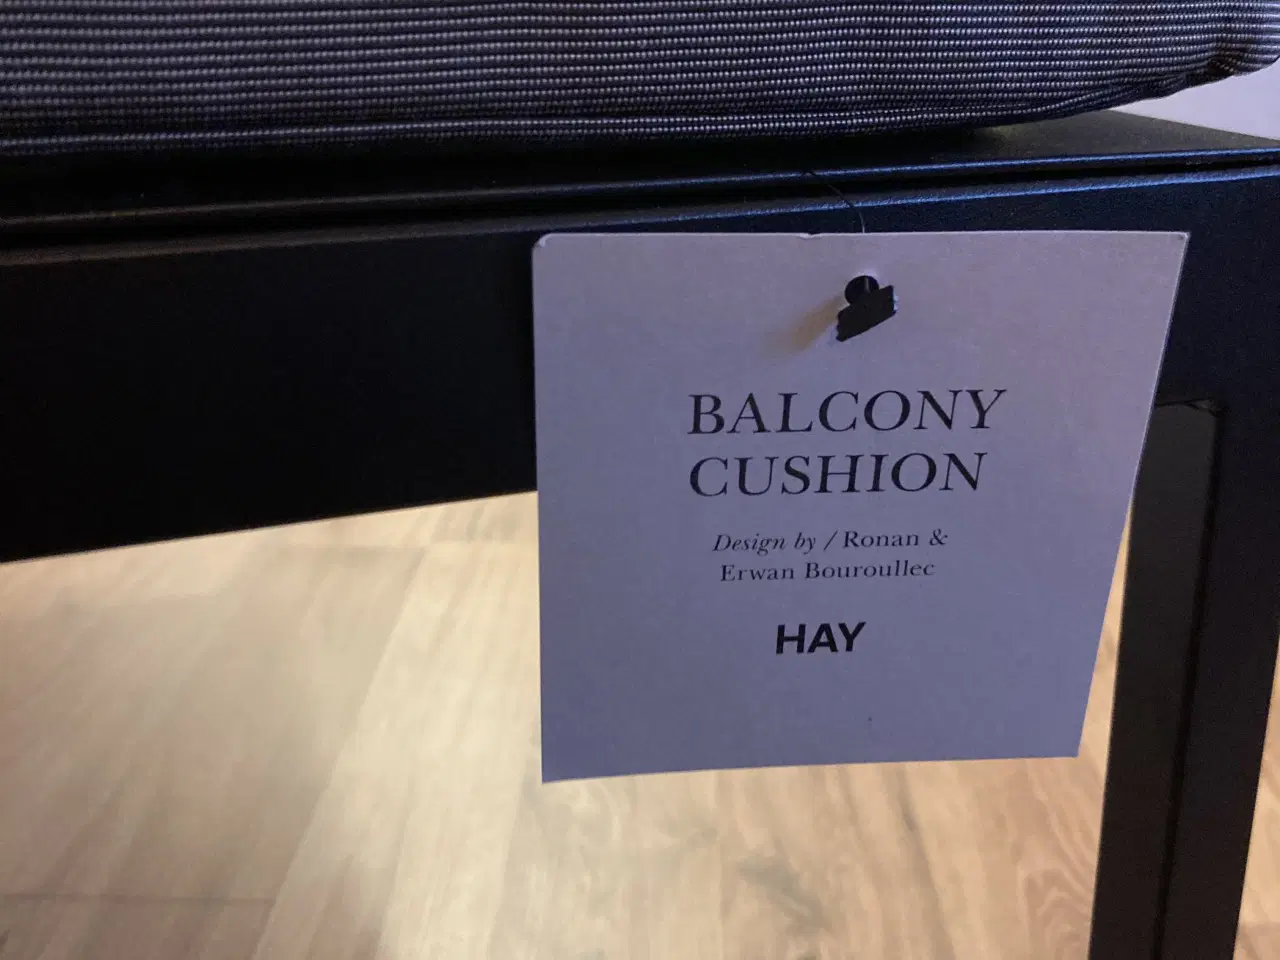 BALCONY
CUSHION
Design by / Ronan &
Erwan Bouroullec
HAY